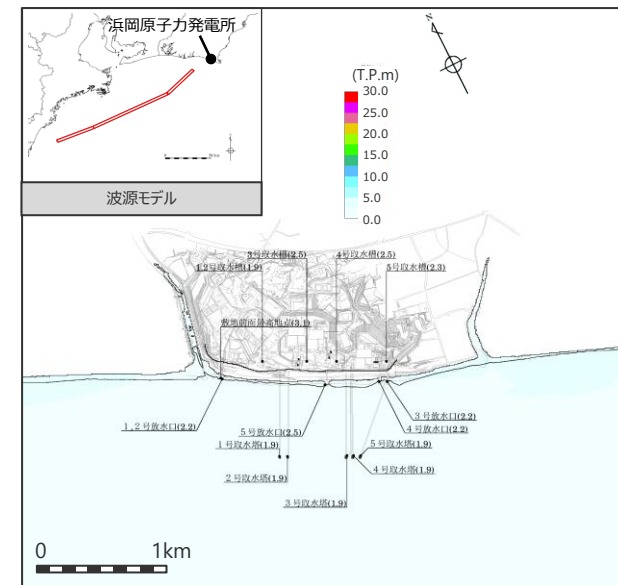 浜岡原子力発電所
波源モデル
(T.P.m)
30.0
25.0
20.0
15.0
10.0
5.0
0.0
3号取水槽(2.5)
4号取水槽(2.5)
1,2号取水槽(1.9)
5号取水槽(2.3)
敷地前面最高地点(3.1)
1,2号放水口(2.2)
5号放水口(2.5)
3号放水口(2.2)
4号放水口(2.2)
1号取水塔(1.9)
5号取水塔(1.9)
2号取水塔(1.9)
4号取水塔(1.9)
3号取水塔(1.9)
0 1km